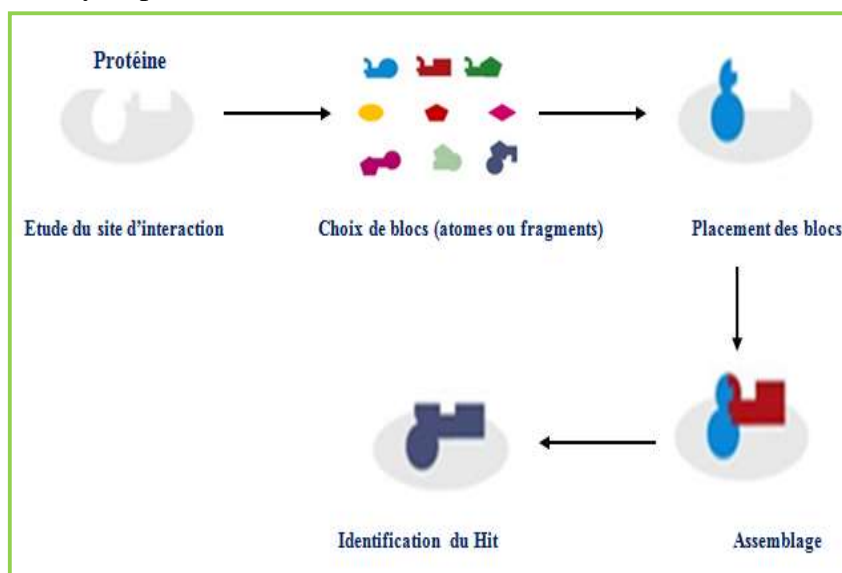 Protéine
Etude du site d'interaction
Choix de blocs (atomes ou fragments)
Placement des blocs
Identification du Hit
Assemblage